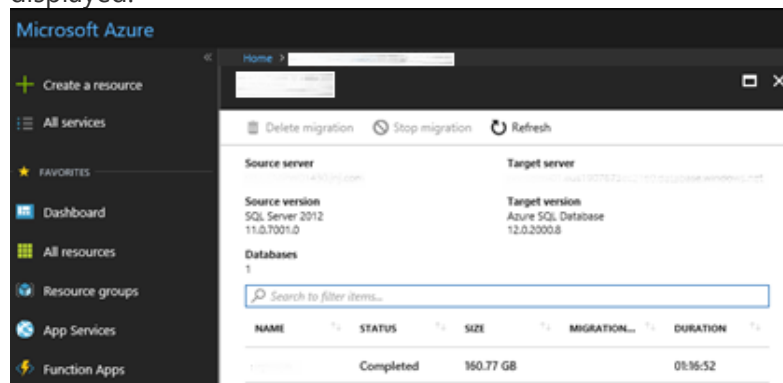 displayed.
Microsoft Azure
«
Home >
Create a resource
All services
FAVORITES
Dashboard
All resources
Resource groups
App Services
Function Apps
Delete migration Stop migration Refresh
Source server Target server
Source version Target version
SQL Server 2012 Azure SQL Database
11.0.7001.0 12.0.2000.8
Databases
1
Search to filter items...
NAME STATUS SIZE MIGRATION... DURATION
Completed 160.77 GB 01:16:52